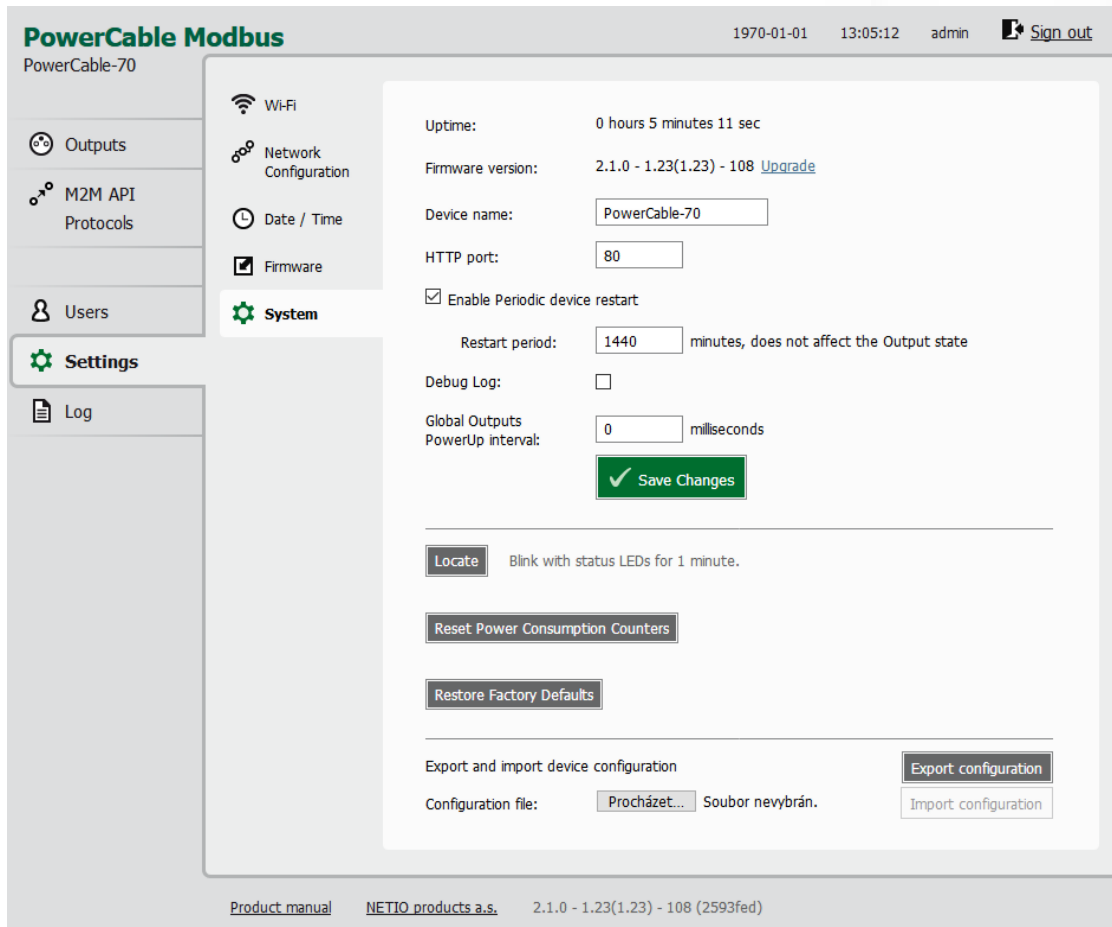 PowerCable Modbus
1970-01-01 13:05:12 admin Sign out
PowerCable-70
Outputs
M2M API
Protocols
Users
Settings
Log
Wi-Fi
Network
Configuration
Date / Time
Firmware
System
Uptime: 0 hours 5 minutes 11 sec
Firmware version: 2.1.0 - 1.23(1.23) - 108 Upgrade
Device name: PowerCable-70
HTTP port: 80
Enable Periodic device restart
Restart period: 1440 minutes, does not affect the Output state
Debug Log:
Global Outputs
PowerUp interval: 0 milliseconds
Save Changes
Locate Blink with status LEDs for 1 minute.
Reset Power Consumption Counters
Restore Factory Defaults
Export and import device configuration Export configuration
Configuration file: Procházet... Soubor nevybrán. Import configuration
Product manual NETIO products a.s. 2.1.0 - 1.23(1.23) - 108 (2593fed)